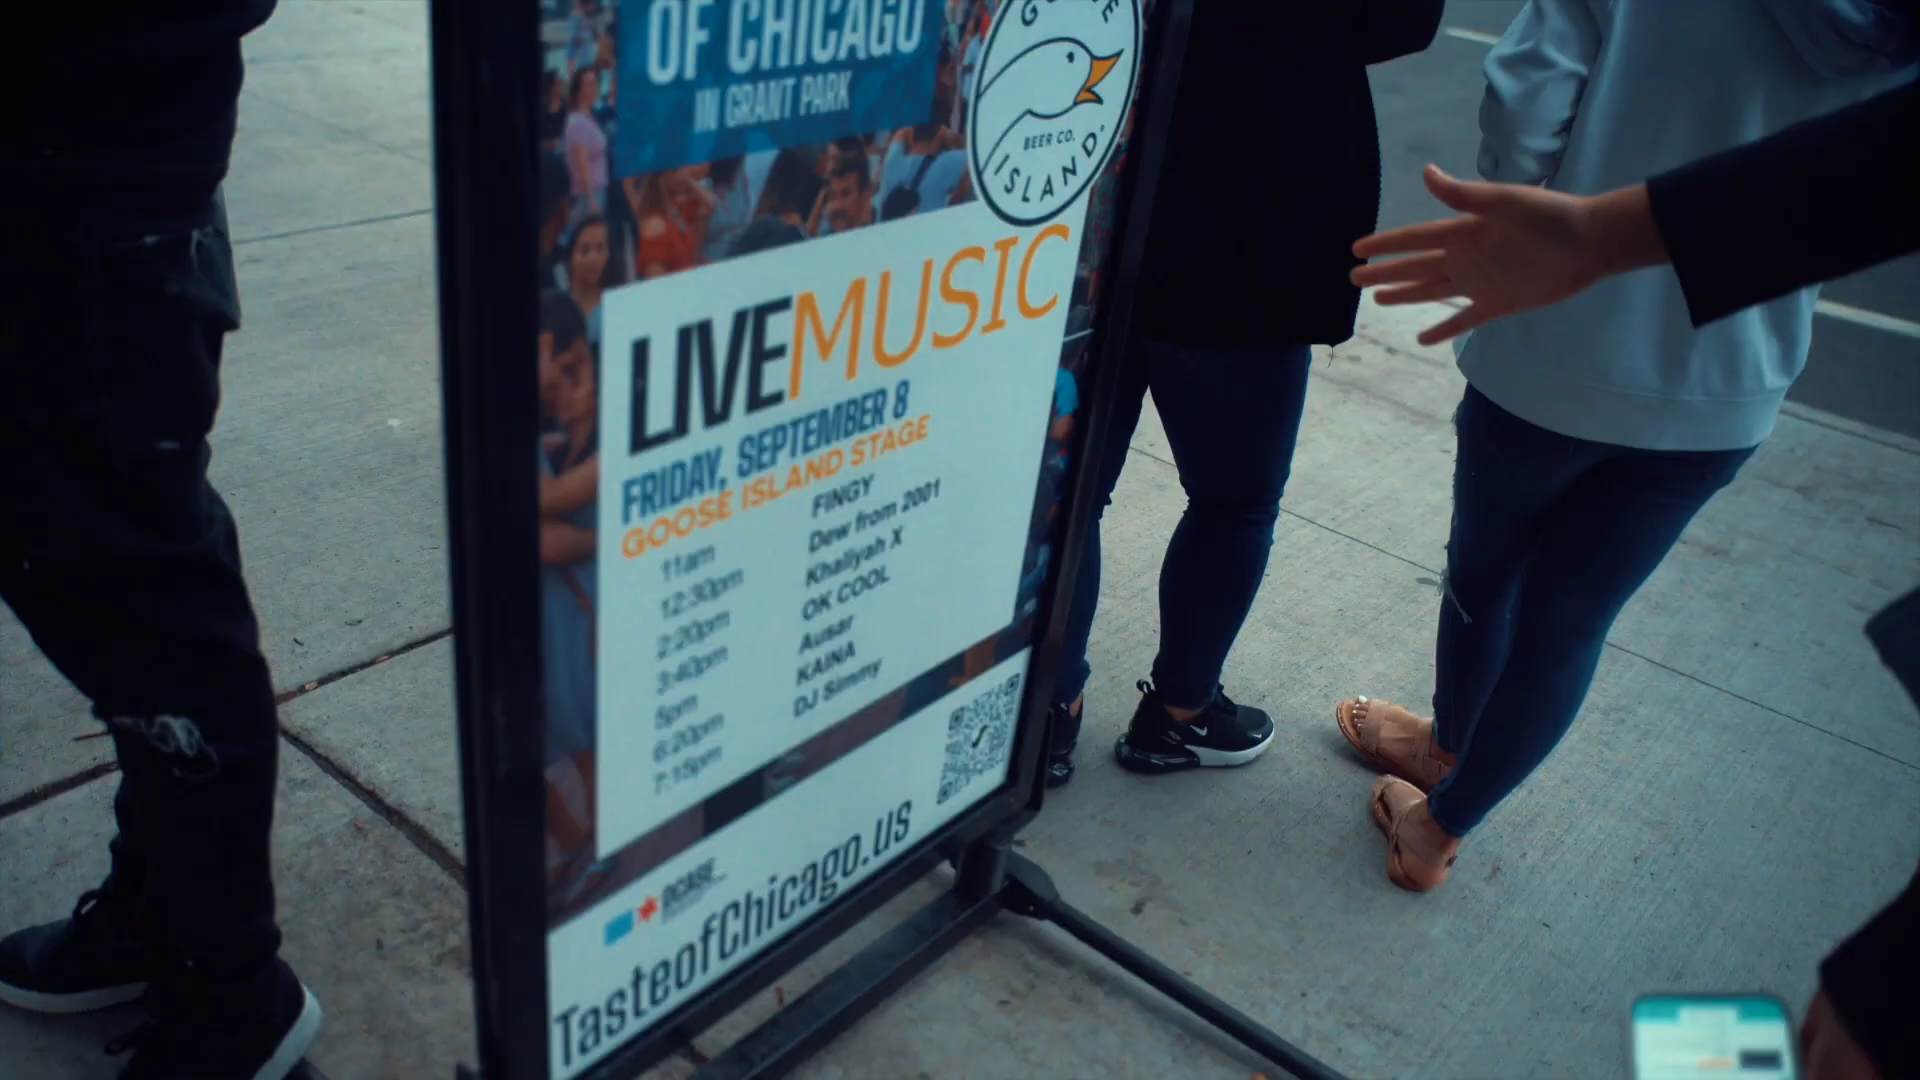 OF CHICAGO
IN GRANT PARK
GOOSE
BEER CO.
ISLAND
LIVEMUSIC
FRIDAY, SEPTEMBER 8
GOOSE ISLAND STAGE
11am FINGY
12:30pm Dew from 2001
2:20pm Khaliyah X
3:40pm OK COOL
5pm Ausar
6:20pm KAINA
7:15pm DJ Simmy
DCASE
TasteofChicago.us